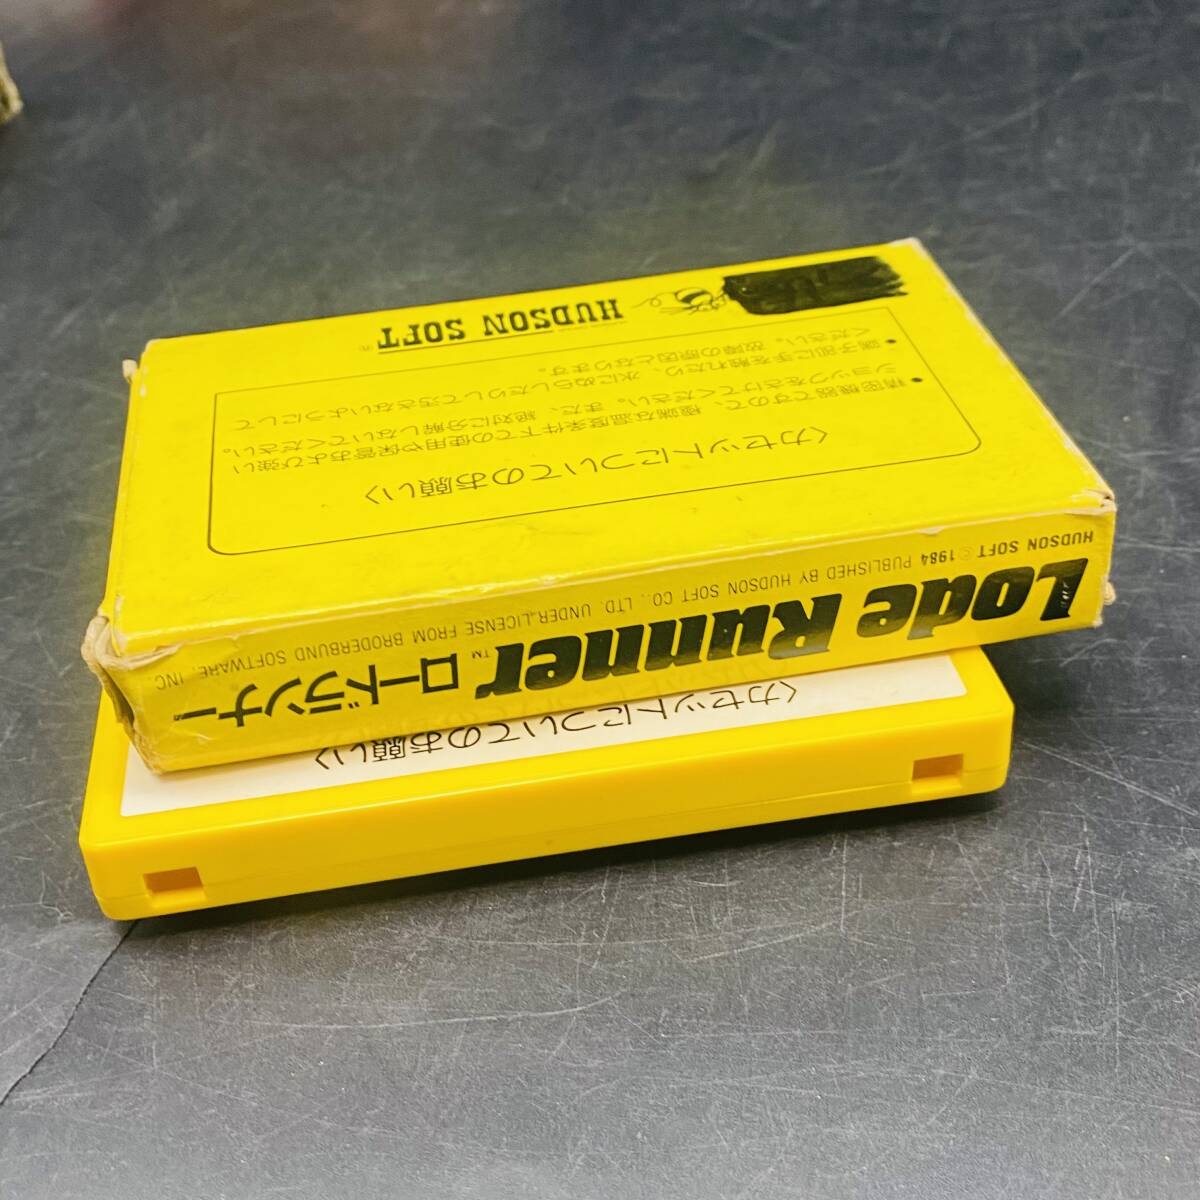 〈カセットについてのお願い〉
• 精密機器ですので、極端な温度条件下での使用や保管および強い
ショックをさけてください。また、絶対に分解しないでください。
• 端子部に手を触れたり、水にぬらしたりして汚さないようにして
ください。故障の原因となります。
HUDSON SOFT®
Lode Runner™ ロードランナー
HUDSON SOFT © 1984 PUBLISHED BY HUDSON SOFT CO., LTD. UNDER LICENSE FROM BRODERBUND SOFTWARE, INC.
〈カセットについてのお願い〉